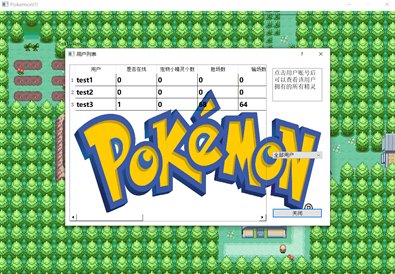 Pokemon!!!
用户列表
用户 是否在线 宠物小精灵个数 胜场数 输场数
1 test1 0 0 0 0
2 test2 0 0 0 0
3 test3 1 0 68 64
点击用户账号后
可以查看该用户
拥有的所有精灵
POKéMON
全部用户
关闭